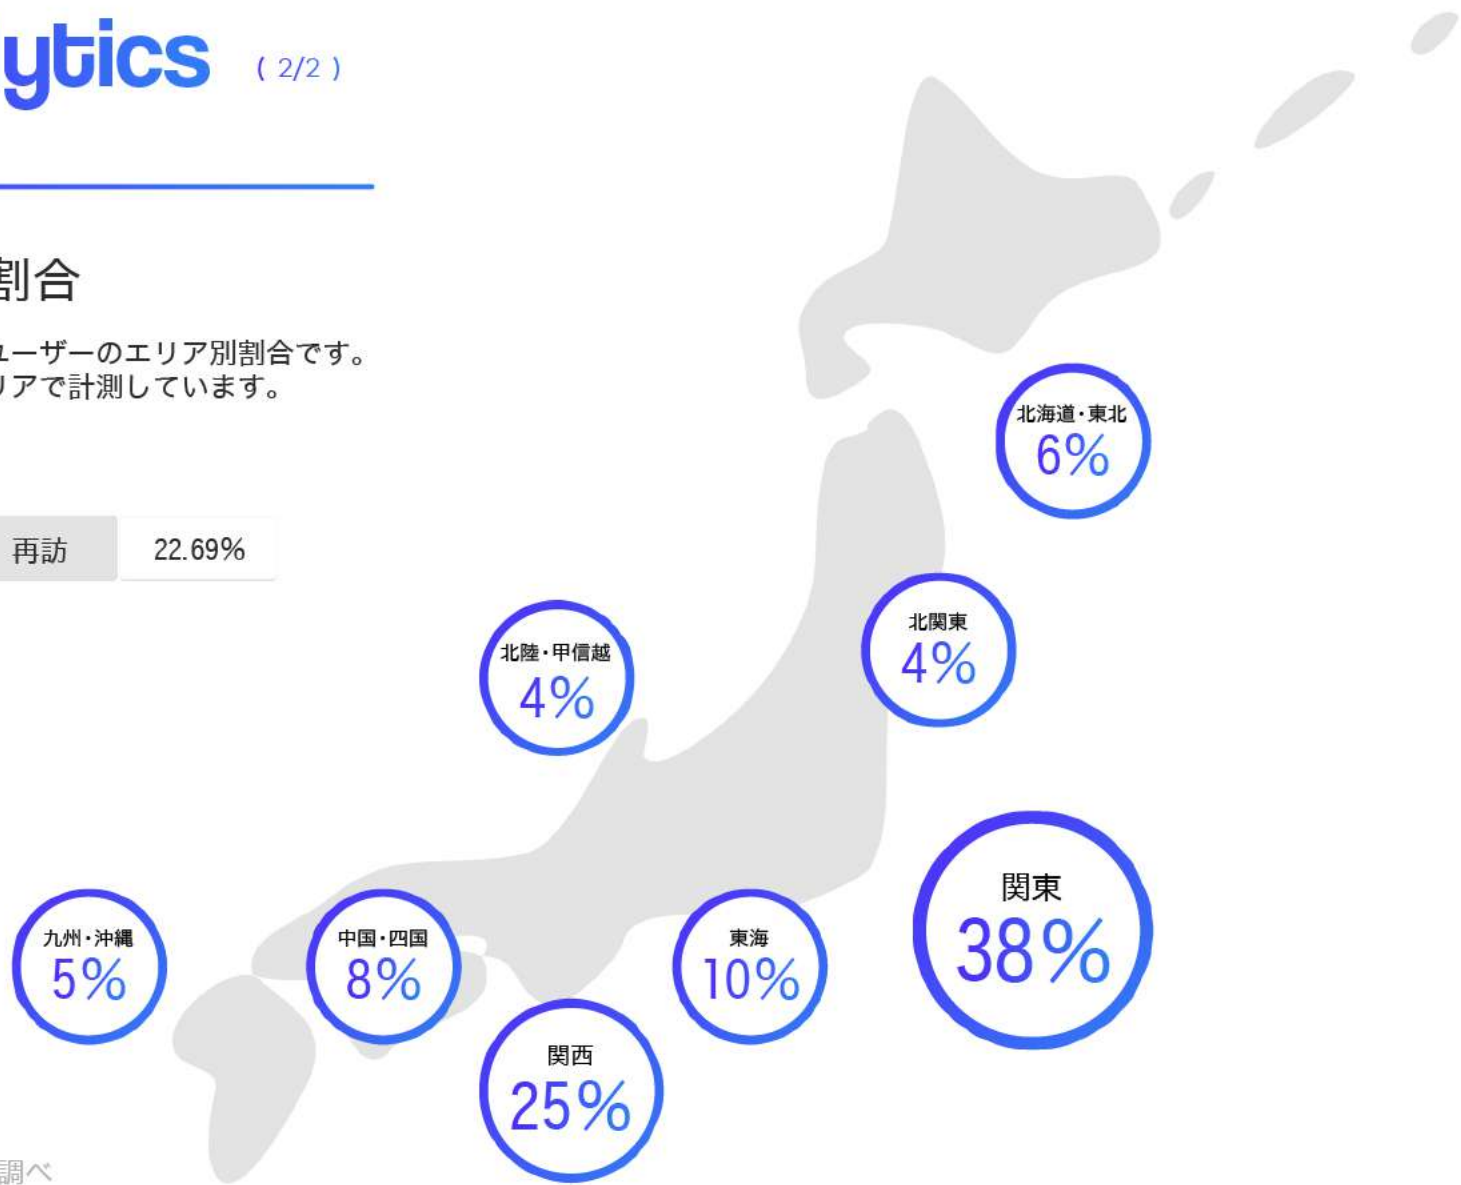 lytics ( 2/2 )
割合
ユーザーのエリア別割合です。
リアで計測しています。
再訪 22.69%
北海道・東北
6%
北関東
4%
北陸・甲信越
4%
関東
38%
九州・沖縄
5%
中国・四国
8%
東海
10%
関西
25%
調べ